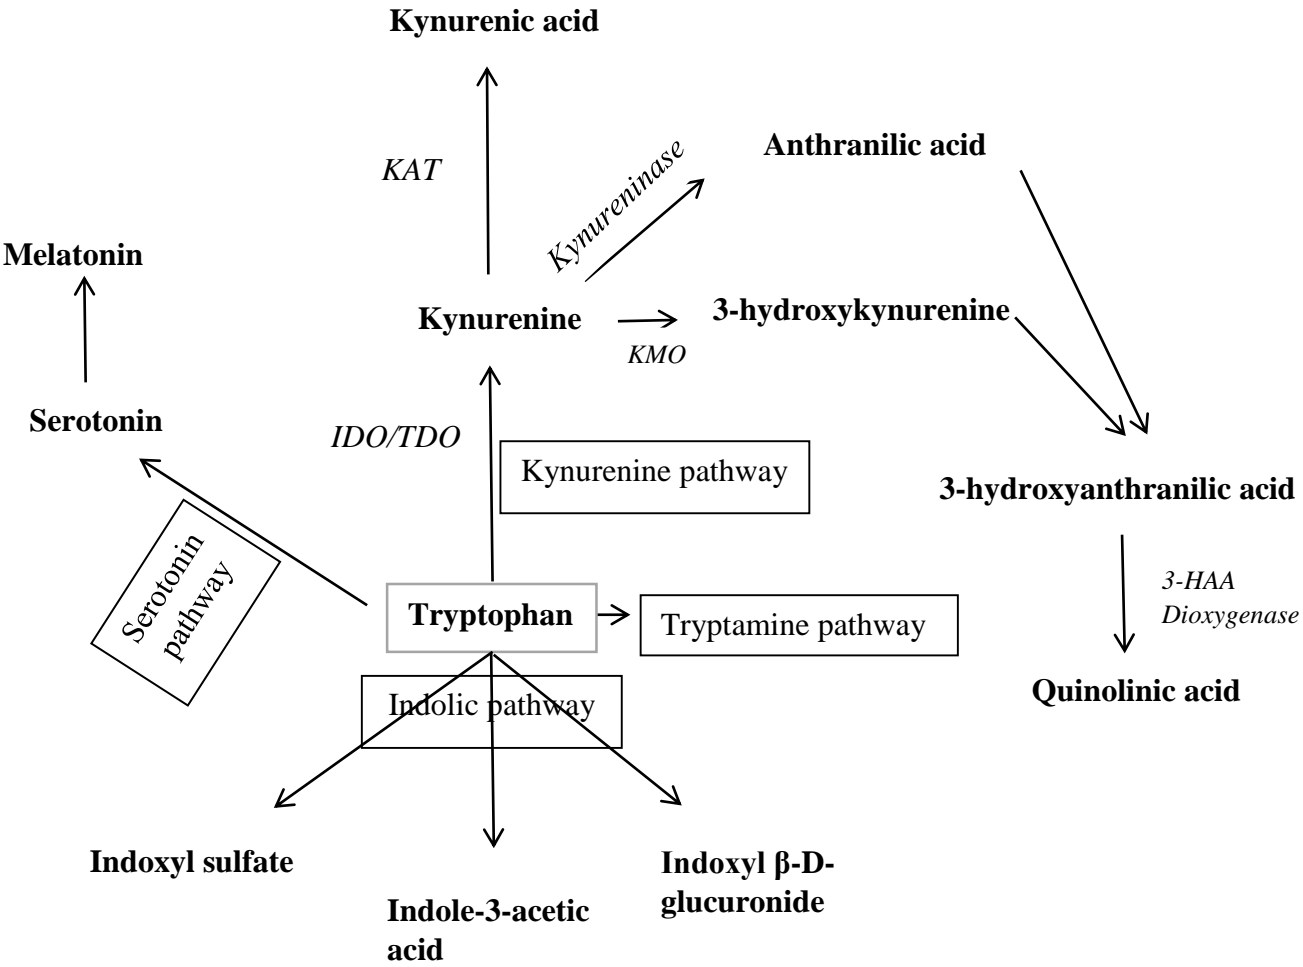 Kynurenic acid
KAT
Kynureninase
Anthranilic acid
Melatonin
Kynurenine
3-hydroxykynurenine
KMO
Serotonin
IDO/TDO
Kynurenine pathway
3-hydroxyanthranilic acid
Serotonin
pathway
Tryptophan
Tryptamine pathway
3-HAA
Dioxygenase
Indolic pathway
Quinolinic acid
Indoxyl sulfate
Indole-3-acetic
acid
Indoxyl β-D-
glucuronide